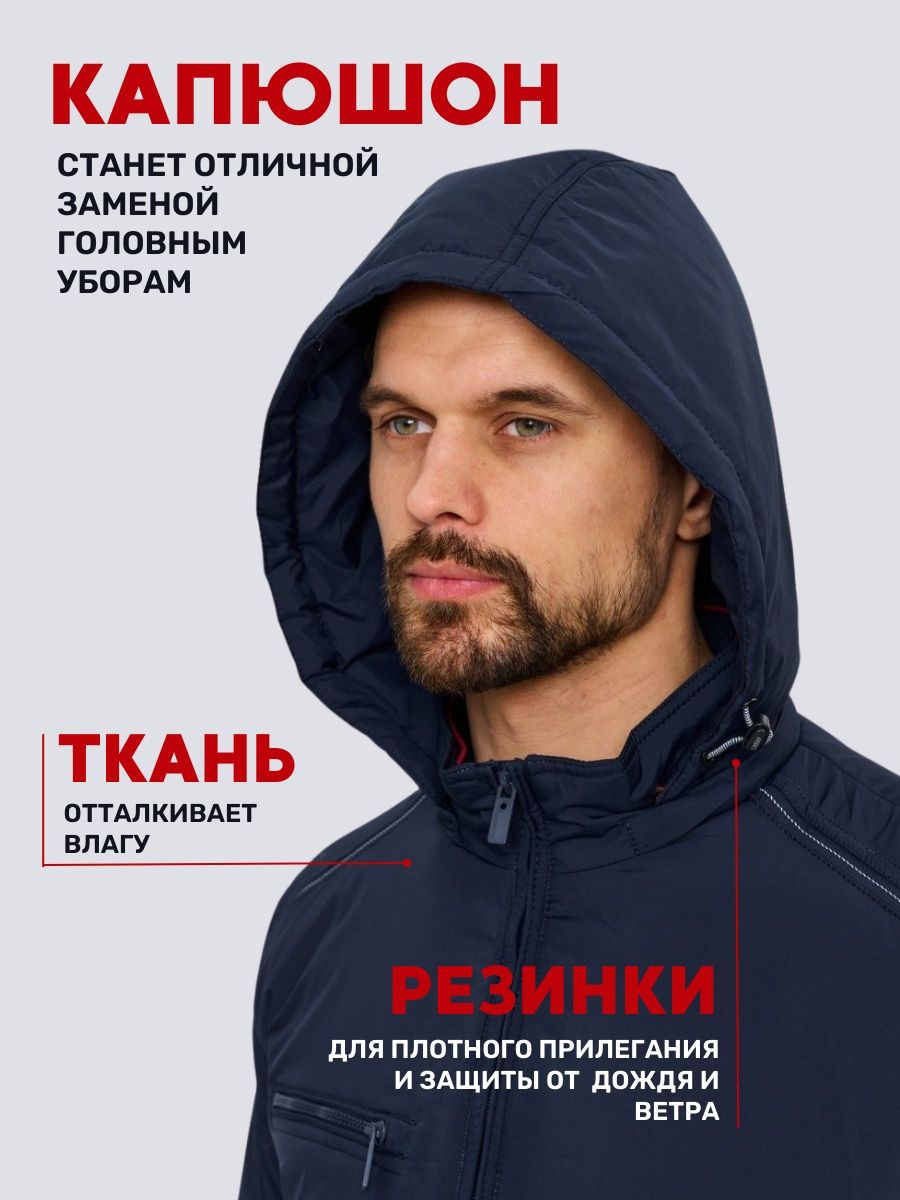 КАПЮШОН
СТАНЕТ ОТЛИЧНОЙ
ЗАМЕНОЙ
ГОЛОВНЫМ
УБОРАМ
ТКАНЬ
ОТТАЛКИВАЕТ
ВЛАГУ
РЕЗИНКИ
ДЛЯ ПЛОТНОГО ПРИЛЕГАНИЯ
И ЗАЩИТЫ ОТ ДОЖДЯ И
ВЕТРА